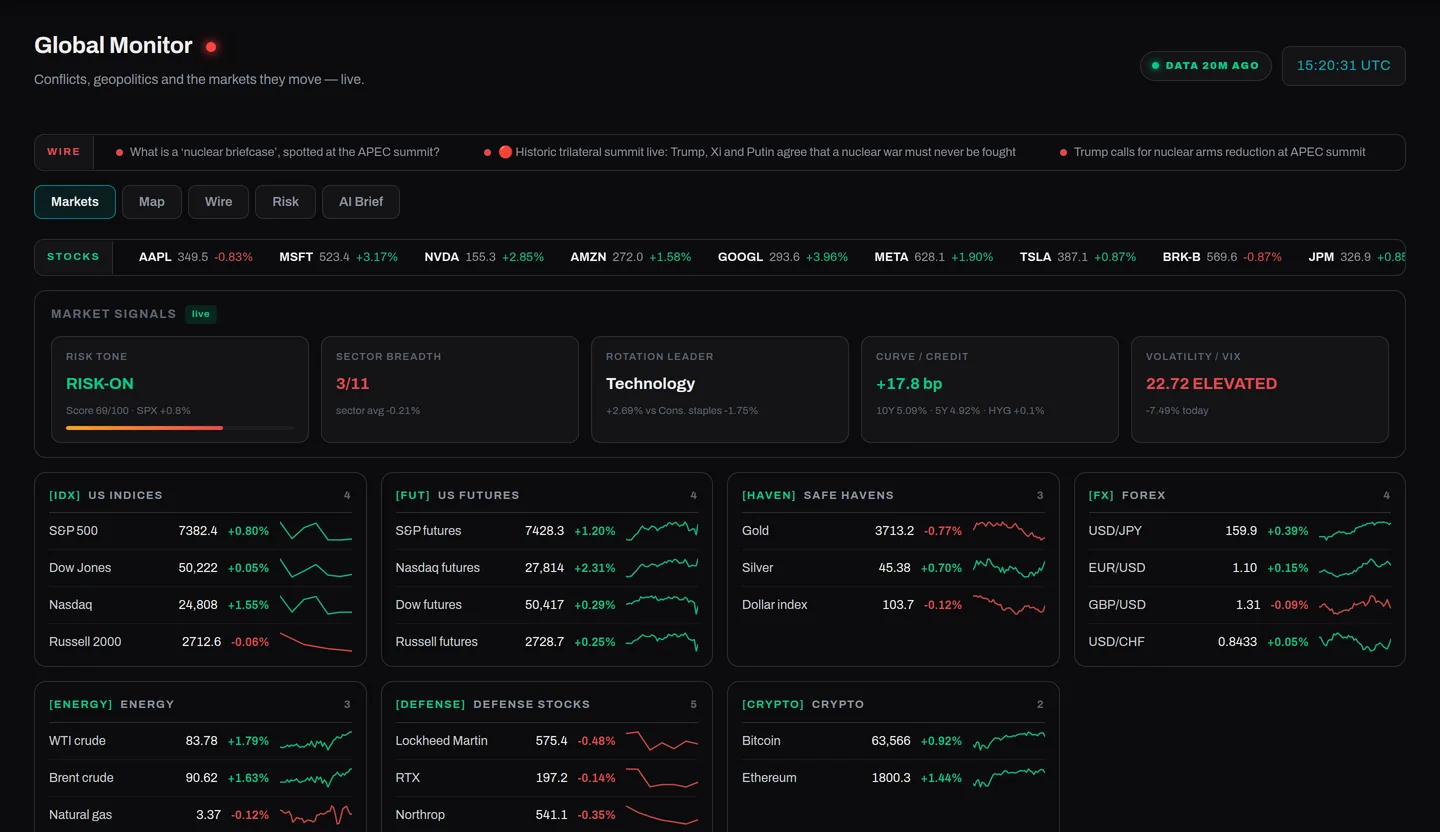 Global Monitor
Conflicts, geopolitics and the markets they move — live.
DATA 20M AGO
15:20:31 UTC
WIRE
What is a ‘nuclear briefcase’, spotted at the APEC summit?
🔴 Historic trilateral summit live: Trump, Xi and Putin agree that a nuclear war must never be fought
Trump calls for nuclear arms reduction at APEC summit
Markets
Map
Wire
Risk
AI Brief
STOCKS
AAPL 349.5 -0.83%
MSFT 523.4 +3.17%
NVDA 155.3 +2.85%
AMZN 272.0 +1.58%
GOOGL 293.6 +3.96%
META 628.1 +1.90%
TSLA 387.1 +0.87%
BRK-B 569.6 -0.87%
JPM 326.9
MARKET SIGNALS live
RISK TONE
RISK-ON
Score 69/100 · SPX +0.8%
SECTOR BREADTH
3/11
sector avg -0.21%
ROTATION LEADER
Technology
+2.69% vs Cons. staples -1.75%
CURVE / CREDIT
+17.8 bp
10Y 5.09% · 5Y 4.92% · HYG +0.1%
VOLATILITY / VIX
22.72 ELEVATED
-7.49% today
[IDX] US INDICES 4
S&P 500 7382.4 +0.80%
Dow Jones 50,222 +0.05%
Nasdaq 24,808 +1.55%
Russell 2000 2712.6 -0.06%
[FUT] US FUTURES 4
S&P futures 7428.3 +1.20%
Nasdaq futures 27,814 +2.31%
Dow futures 50,417 +0.29%
Russell futures 2728.7 +0.25%
[HAVEN] SAFE HAVENS 3
Gold 3713.2 -0.77%
Silver 45.38 +0.70%
Dollar index 103.7 -0.12%
[FX] FOREX 4
USD/JPY 159.9 +0.39%
EUR/USD 1.10 +0.15%
GBP/USD 1.31 -0.09%
USD/CHF 0.8433 +0.05%
[ENERGY] ENERGY 3
WTI crude 83.78 +1.79%
Brent crude 90.62 +1.63%
Natural gas 3.37 -0.12%
[DEFENSE] DEFENSE STOCKS 5
Lockheed Martin 575.4 -0.48%
RTX 197.2 -0.14%
Northrop 541.1 -0.35%
[CRYPTO] CRYPTO 2
Bitcoin 63,566 +0.92%
Ethereum 1800.3 +1.44%